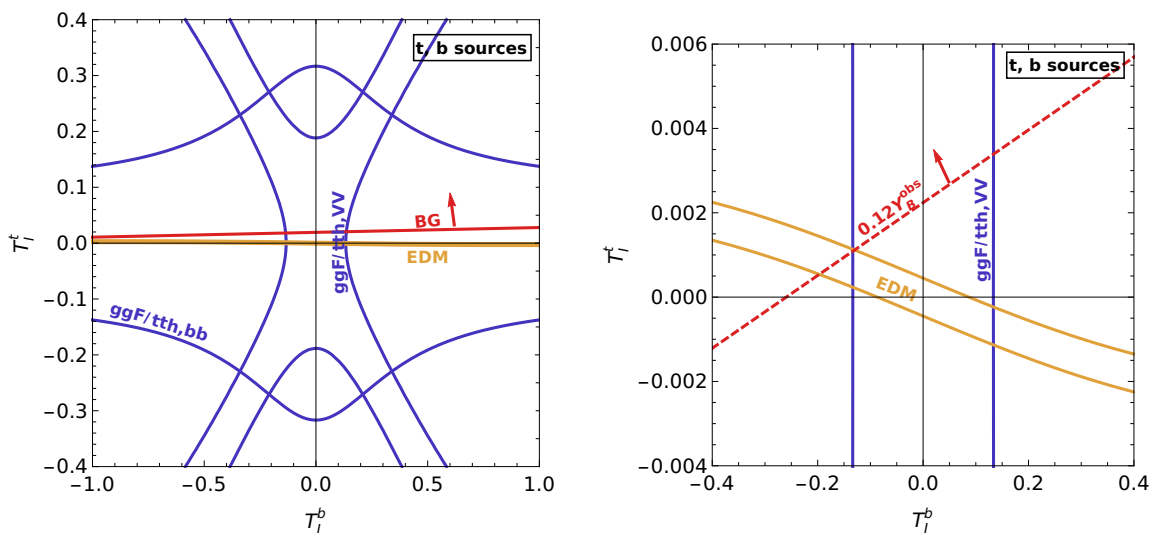 0.4
0.3
0.2
0.1
0.0
−0.1
−0.2
−0.3
−0.4
−1.0
−0.5
0.0
0.5
1.0
T_I^t
T_I^b
t, b sources
BG
EDM
ggF/tth,VV
ggF/tth,bb
0.006
0.004
0.002
0.000
−0.002
−0.004
−0.4
−0.2
0.0
0.2
0.4
T_I^t
T_I^b
t, b sources
0.12Y_B^obs
ggF/tth,VV
EDM